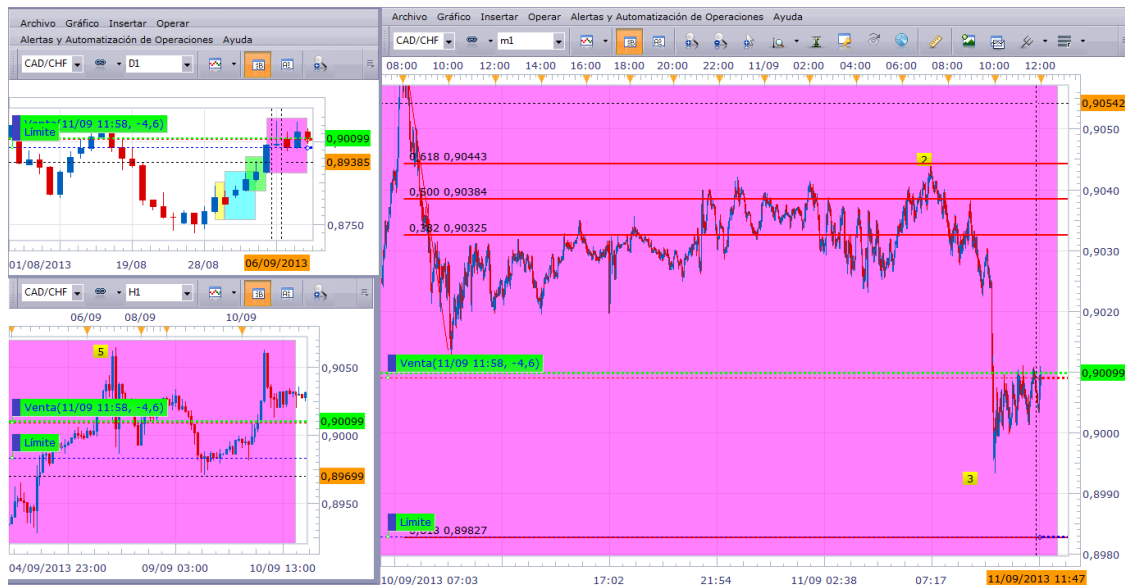 Archivo Gráfico Insertar Operar
Alertas y Automatización de Operaciones Ayuda
CAD/CHF D1
Venta(11/09 11:58, -4,6)
Límite
0,90099
0,89385
0,8750
01/08/2013 19/08 28/08 06/09/2013
CAD/CHF H1
06/09 08/09 10/09
5
0,9050
Venta(11/09 11:58, -4,6)
0,90099
0,9000
Límite
0,89699
0,8950
04/09/2013 23:00 09/09 03:00 10/09 13:00
Archivo Gráfico Insertar Operar Alertas y Automatización de Operaciones Ayuda
CAD/CHF m1
08:00 10:00 12:00 14:00 16:00 18:00 20:00 22:00 11/09 02:00 04:00 06:00 08:00 10:00 12:00
0,90542
0,9050
0,618 0,90443
2
0,9040
0,500 0,90384
0,382 0,90325
0,9030
0,9020
Venta(11/09 11:58, -4,6)
0,90099
0,9000
3
0,8990
Límite
0,89827
0,8980
10/09/2013 07:03 17:02 21:54 11/09 02:38 07:17 11/09/2013 11:47